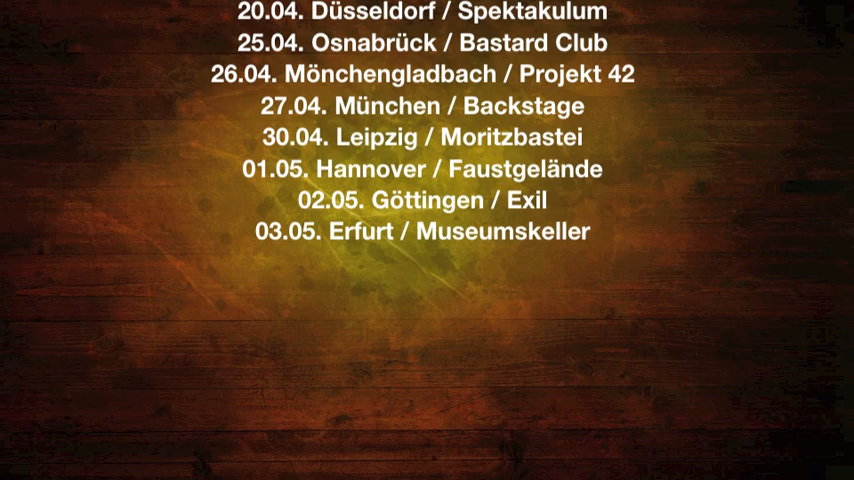 20.04. Düsseldorf / Spektakulum
25.04. Osnabrück / Bastard Club
26.04. Mönchengladbach / Projekt 42
27.04. München / Backstage
30.04. Leipzig / Moritzbastei
01.05. Hannover / Faustgelände
02.05. Göttingen / Exil
03.05. Erfurt / Museumskeller